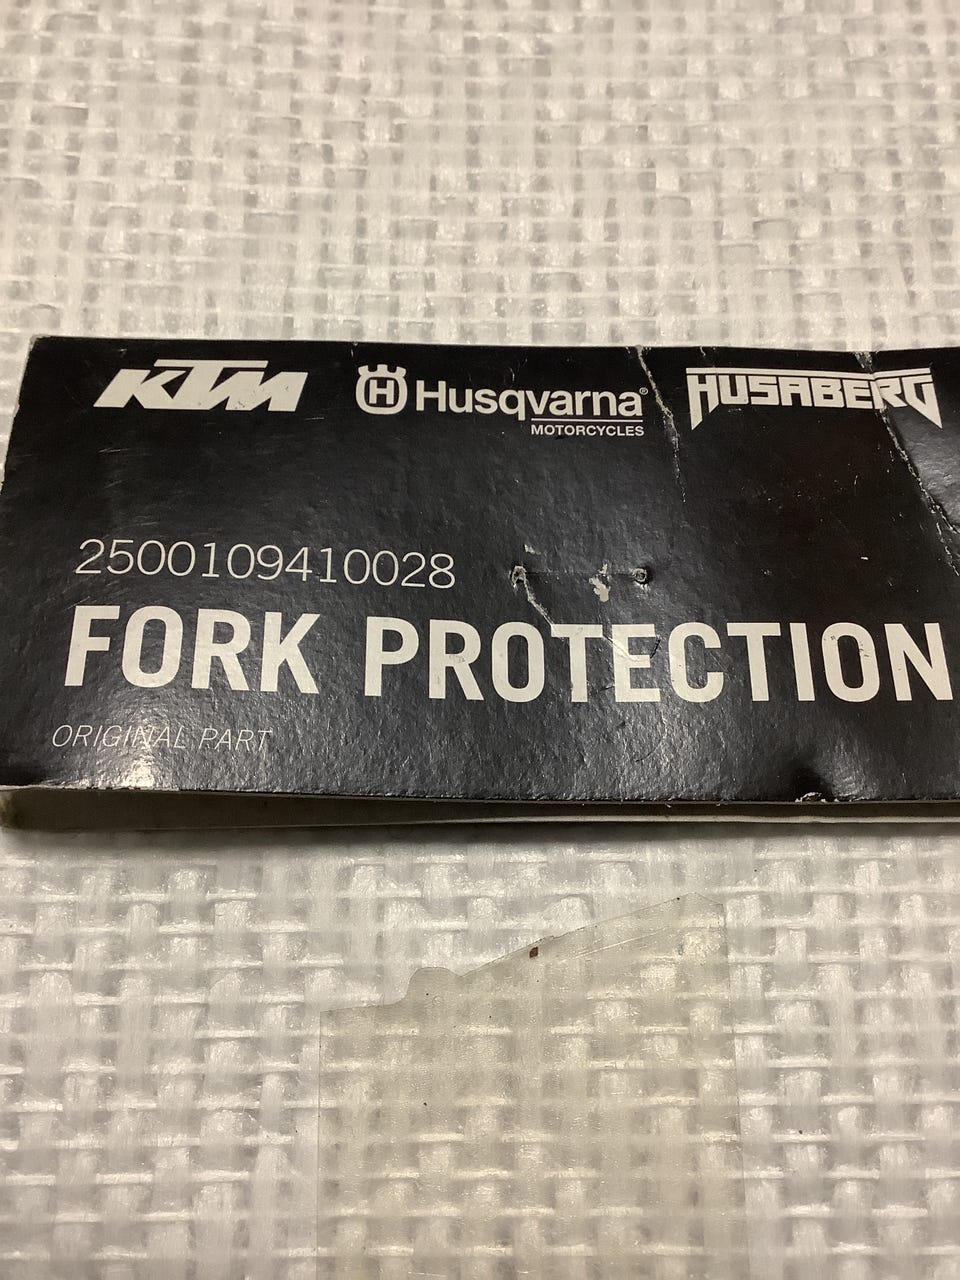 KTM Husqvarna® HUSABERG
MOTORCYCLES
2500109410028
FORK PROTECTION
ORIGINAL PART